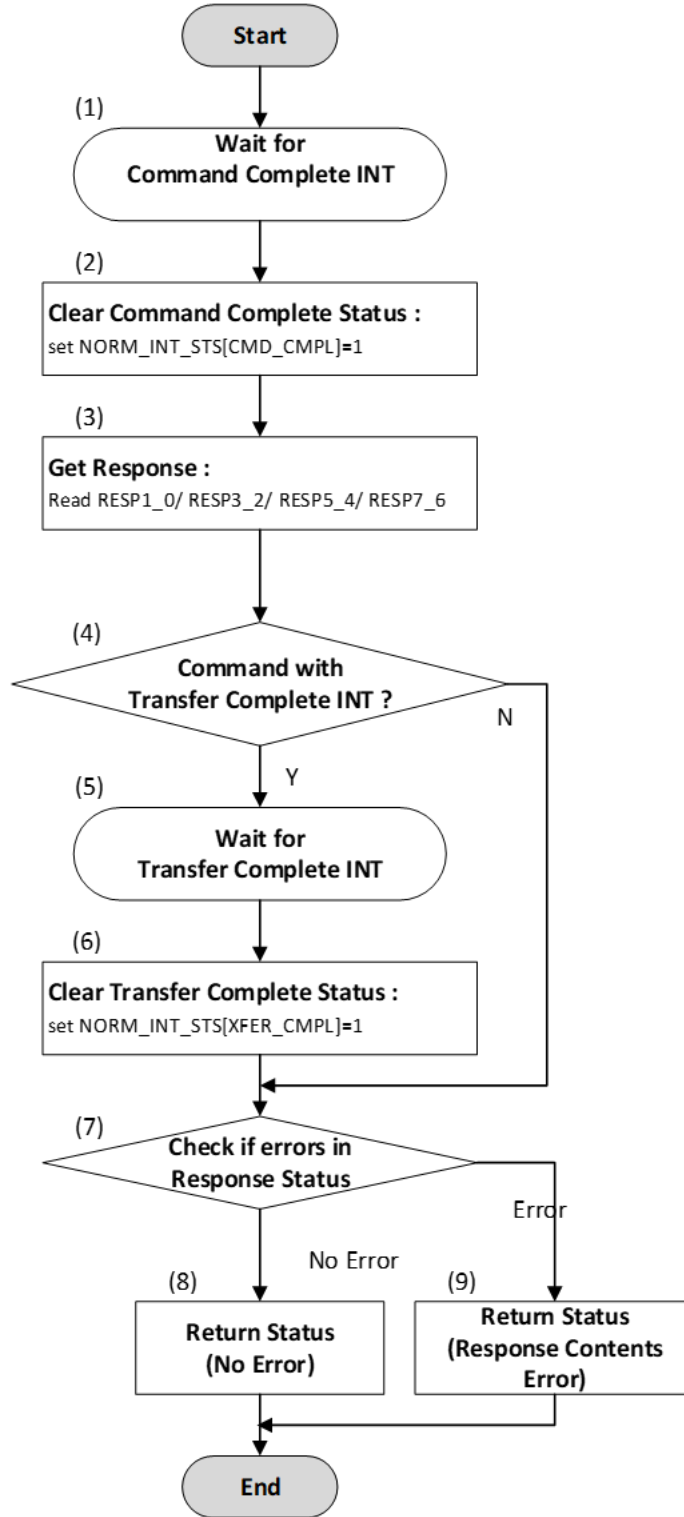 Start
(1)
Wait for
Command Complete INT
(2)
Clear Command Complete Status :
set NORM_INT_STS[CMD_CMPL]=1
(3)
Get Response :
Read RESP1_0/ RESP3_2/ RESP5_4/ RESP7_6
(4)
Command with
Transfer Complete INT ?
N
Y
(5)
Wait for
Transfer Complete INT
(6)
Clear Transfer Complete Status :
set NORM_INT_STS[XFER_CMPL]=1
(7)
Check if errors in
Response Status
Error
No Error
(8)
Return Status
(No Error)
(9)
Return Status
(Response Contents
Error)
End